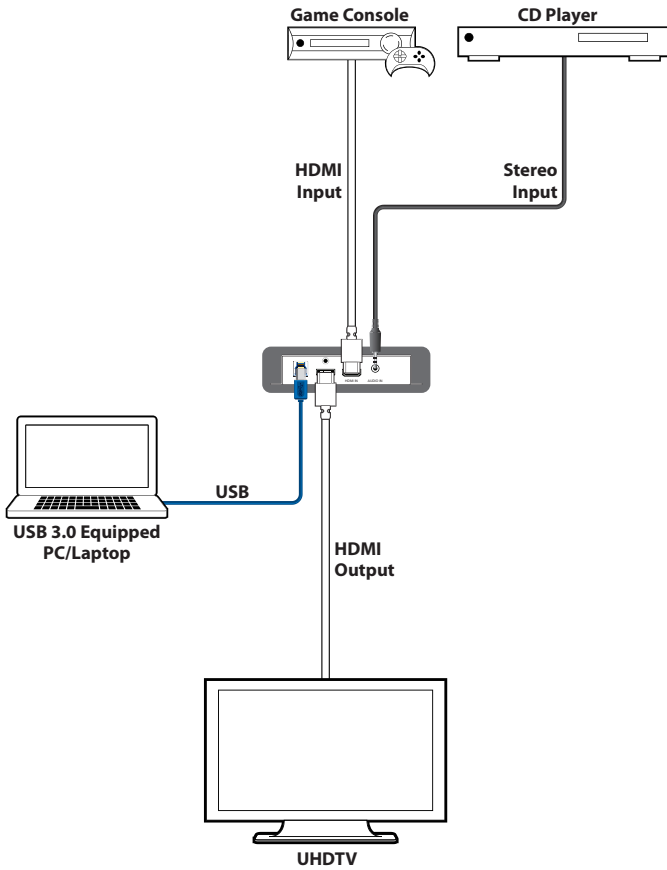 Game Console
CD Player
HDMI
Input
Stereo
Input
HDMI IN
AUDIO IN
USB
USB 3.0 Equipped
PC/Laptop
HDMI
Output
UHDTV